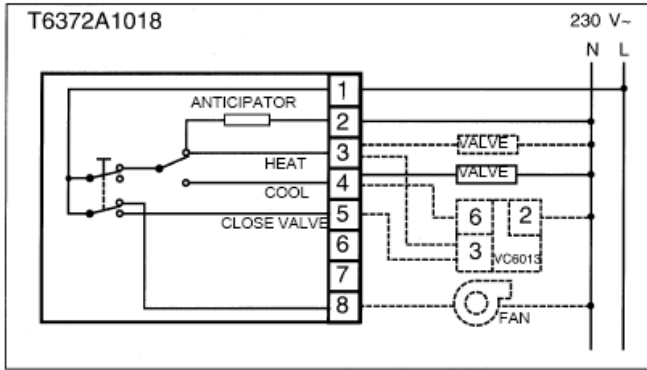 T6372A1018
230 V~
N L
1
ANTICIPATOR
2
3
VALVE
HEAT
4
VALVE
COOL
5
CLOSE VALVE
6 2
6
3 VC6013
7
8
FAN